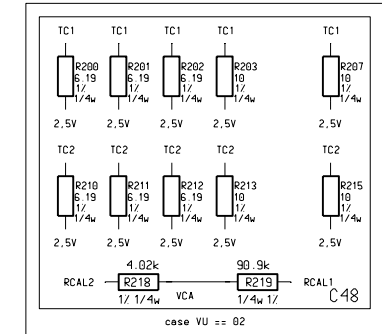 TC1 TC1 TC1 TC1 TC1
R200 R201 R202 R203 R207
6.19 6.19 6.19 10 10
1% 1% 1% 1% 1%
1/4w 1/4w 1/4w 1/4w 1/4w
2,5V 2,5V 2,5V 2,5V 2,5V
TC2 TC2 TC2 TC2 TC2
R210 R211 R212 R213 R215
6.19 6.19 6.19 10 10
1% 1% 1% 1% 1%
1/4w 1/4w 1/4w 1/4w 1/4w
2,5V 2,5V 2,5V 2,5V 2,5V
4.02k 90.9k
RCAL2 R218 R219 RCAL1
1% 1/4w VCA 1/4w 1% C48
case VU == 02